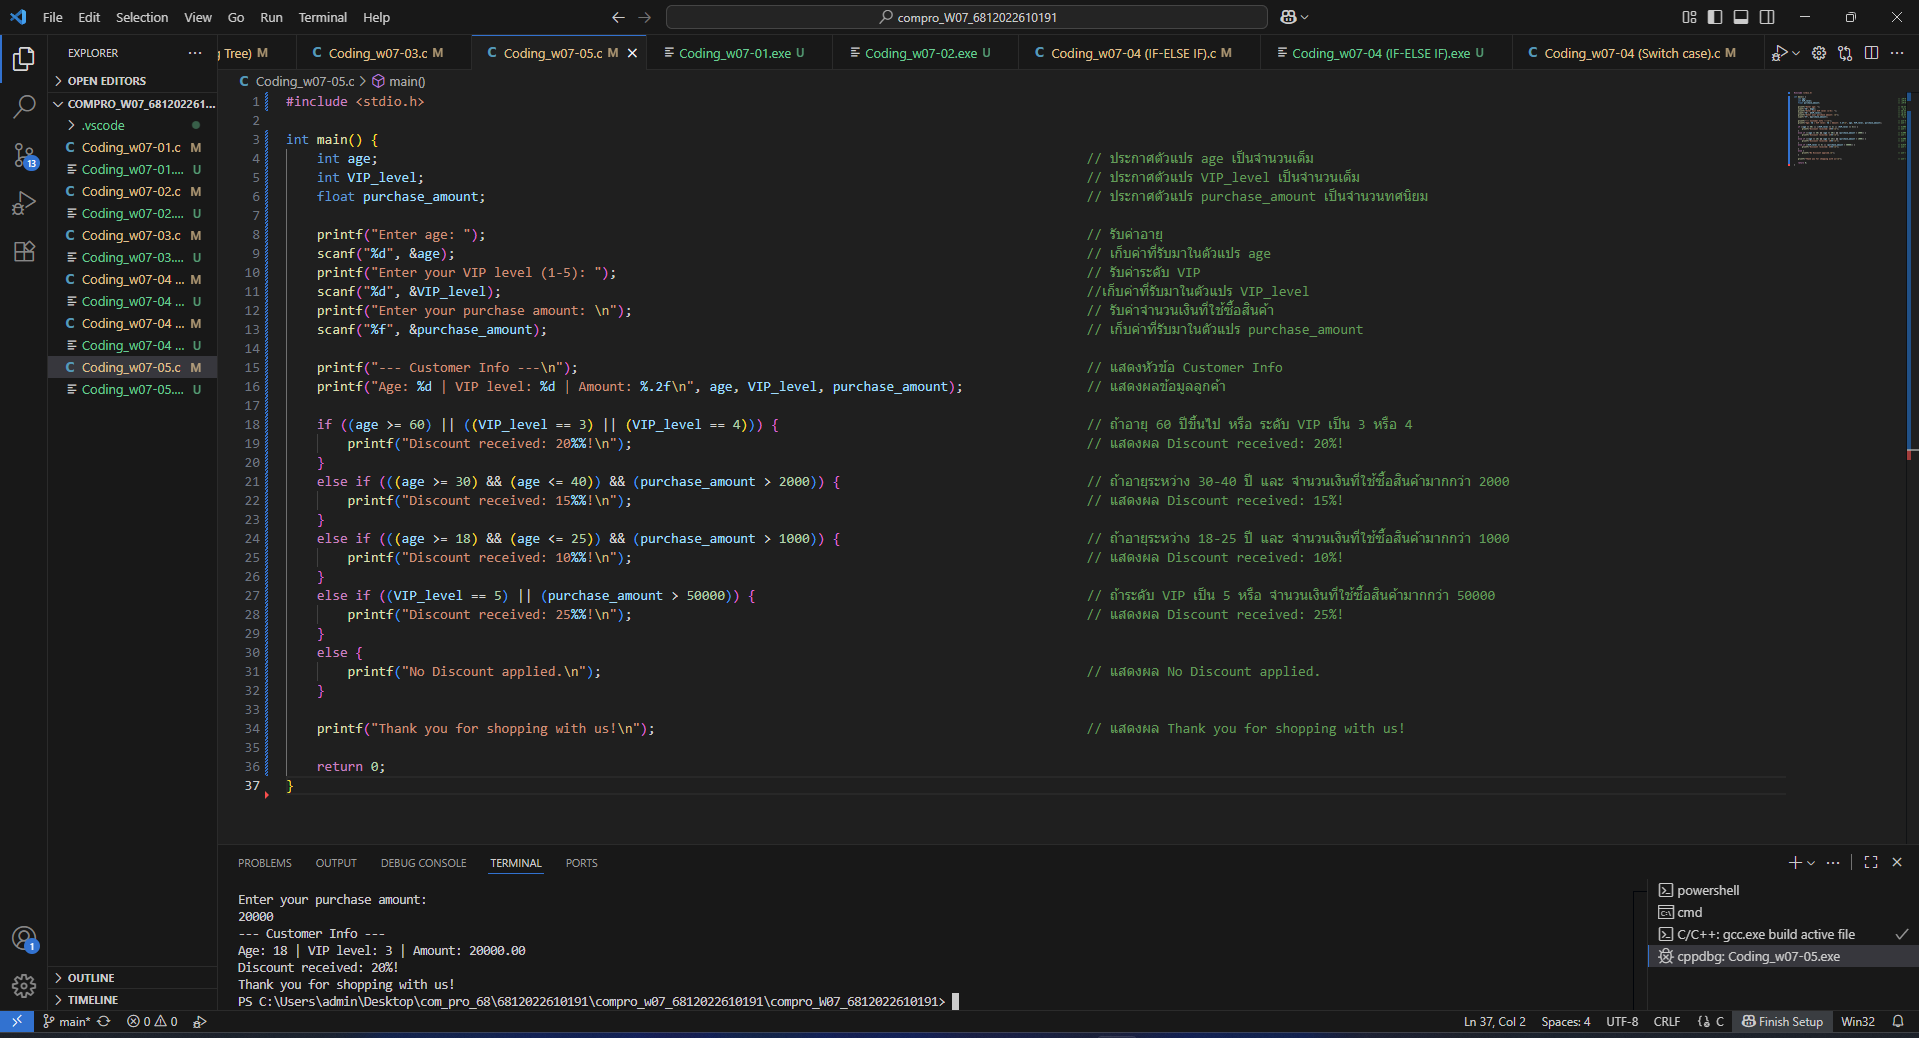 File Edit Selection View Go Run Terminal Help
compro_W07_6812022610191
EXPLORER
g Tree) M
Coding_w07-03.c M
Coding_w07-05.c M
Coding_w07-01.exe U
Coding_w07-02.exe U
Coding_w07-04 (IF-ELSE IF).c M
Coding_w07-04 (IF-ELSE IF).exe U
Coding_w07-04 (Switch case).c M
OPEN EDITORS
COMPRO_W07_681202261...
.vscode
Coding_w07-01.c M
Coding_w07-01.... U
Coding_w07-02.c M
Coding_w07-02.... U
Coding_w07-03.c M
Coding_w07-03.... U
Coding_w07-04 ... M
Coding_w07-04 ... U
Coding_w07-04 ... M
Coding_w07-04 ... U
Coding_w07-05.c M
Coding_w07-05.... U
OUTLINE
TIMELINE
13
1
Coding_w07-05.c > main()
1 #include <stdio.h>
2
3 int main() {
4 int age; // ประกาศตัวแปร age เป็นจำนวนเต็ม
5 int VIP_level; // ประกาศตัวแปร VIP_level เป็นจำนวนเต็ม
6 float purchase_amount; // ประกาศตัวแปร purchase_amount เป็นจำนวนทศนิยม
7
8 printf("Enter age: "); // รับค่าอายุ
9 scanf("%d", &age); // เก็บค่าที่รับมาในตัวแปร age
10 printf("Enter your VIP level (1-5): "); // รับค่าระดับ VIP
11 scanf("%d", &VIP_level); //เก็บค่าที่รับมาในตัวแปร VIP_level
12 printf("Enter your purchase amount: \n"); // รับค่าจำนวนเงินที่ใช้ซื้อสินค้า
13 scanf("%f", &purchase_amount); // เก็บค่าที่รับมาในตัวแปร purchase_amount
14
15 printf("--- Customer Info ---\n"); // แสดงหัวข้อ Customer Info
16 printf("Age: %d | VIP level: %d | Amount: %.2f\n", age, VIP_level, purchase_amount); // แสดงผลข้อมูลลูกค้า
17
18 if ((age >= 60) || ((VIP_level == 3) || (VIP_level == 4))) { // ถ้าอายุ 60 ปีขึ้นไป หรือ ระดับ VIP เป็น 3 หรือ 4
19 printf("Discount received: 20%%!\n"); // แสดงผล Discount received: 20%!
20 }
21 else if (((age >= 30) && (age <= 40)) && (purchase_amount > 2000)) { // ถ้าอายุระหว่าง 30-40 ปี และ จำนวนเงินที่ใช้ซื้อสินค้ามากกว่า 2000
22 printf("Discount received: 15%%!\n"); // แสดงผล Discount received: 15%!
23 }
24 else if (((age >= 18) && (age <= 25)) && (purchase_amount > 1000)) { // ถ้าอายุระหว่าง 18-25 ปี และ จำนวนเงินที่ใช้ซื้อสินค้ามากกว่า 1000
25 printf("Discount received: 10%%!\n"); // แสดงผล Discount received: 10%!
26 }
27 else if ((VIP_level == 5) || (purchase_amount > 50000)) { // ถ้าระดับ VIP เป็น 5 หรือ จำนวนเงินที่ใช้ซื้อสินค้ามากกว่า 50000
28 printf("Discount received: 25%%!\n"); // แสดงผล Discount received: 25%!
29 }
30 else {
31 printf("No Discount applied.\n"); // แสดงผล No Discount applied.
32 }
33
34 printf("Thank you for shopping with us!\n"); // แสดงผล Thank you for shopping with us!
35
36 return 0;
37 }
PROBLEMS OUTPUT DEBUG CONSOLE TERMINAL PORTS
Enter your purchase amount:
20000
--- Customer Info ---
Age: 18 | VIP level: 3 | Amount: 20000.00
Discount received: 20%!
Thank you for shopping with us!
PS C:\Users\admin\Desktop\com_pro_68\6812022610191\compro_w07_6812022610191\compro_W07_6812022610191>
powershell
cmd
C/C++: gcc.exe build active file
cppdbg: Coding_w07-05.exe
main* 0 0
Ln 37, Col 2 Spaces: 4 UTF-8 CRLF {} C Finish Setup Win32